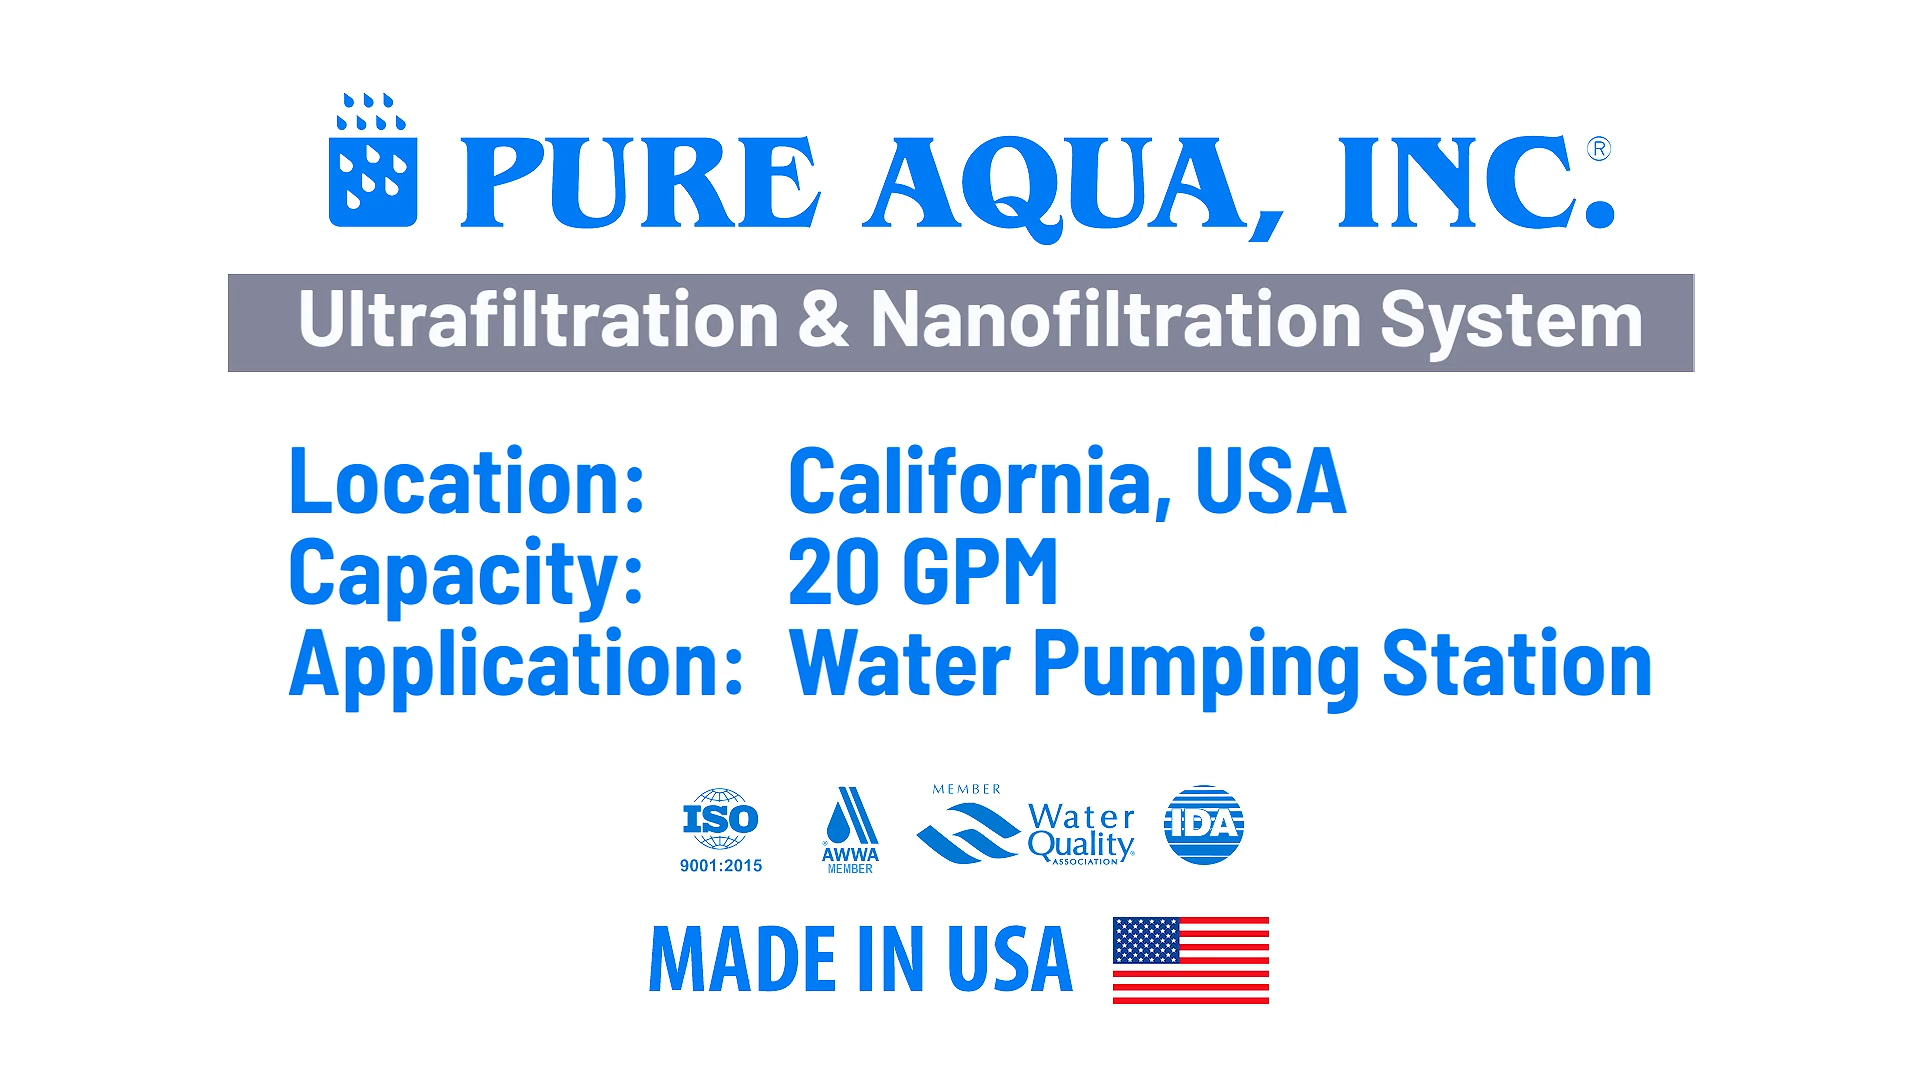 PURE AQUA, INC.®
Ultrafiltration & Nanofiltration System
Location: California, USA
Capacity: 20 GPM
Application: Water Pumping Station
ISO
9001:2015
® AWWA
MEMBER
MEMBER
Water
Quality®
ASSOCIATION
IDA
MADE IN USA